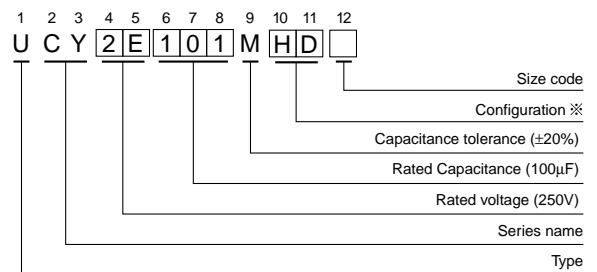 1 2 3 4 5 6 7 8 9 10 11 12
U C Y 2 E 1 0 1 M H D
Size code
Configuration ※
Capacitance tolerance (±20%)
Rated Capacitance (100µF)
Rated voltage (250V)
Series name
Type